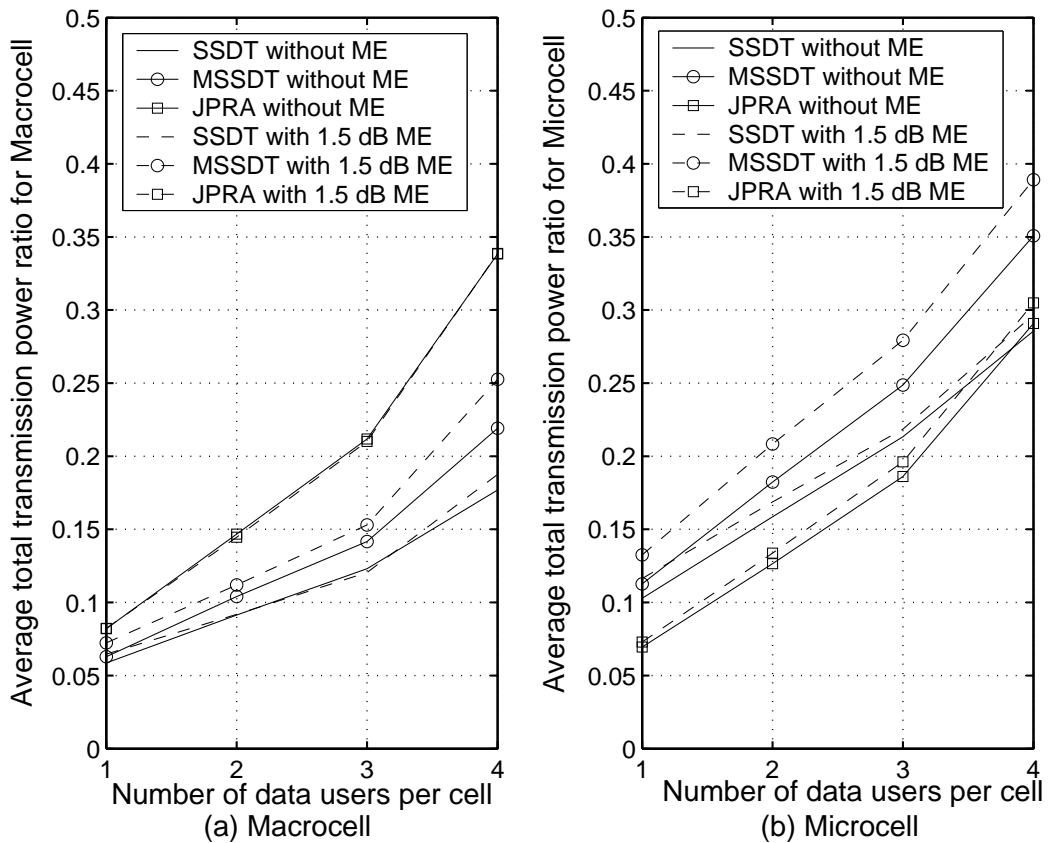 Average total transmission power ratio for Macrocell
0.5
0.45
0.4
0.35
0.3
0.25
0.2
0.15
0.1
0.05
0
SSDT without ME
MSSDT without ME
JPRA without ME
SSDT with 1.5 dB ME
MSSDT with 1.5 dB ME
JPRA with 1.5 dB ME
1 2 3 4
Number of data users per cell
(a) Macrocell
Average total transmission power ratio for Microcell
0.5
0.45
0.4
0.35
0.3
0.25
0.2
0.15
0.1
0.05
0
SSDT without ME
MSSDT without ME
JPRA without ME
SSDT with 1.5 dB ME
MSSDT with 1.5 dB ME
JPRA with 1.5 dB ME
1 2 3 4
Number of data users per cell
(b) Microcell